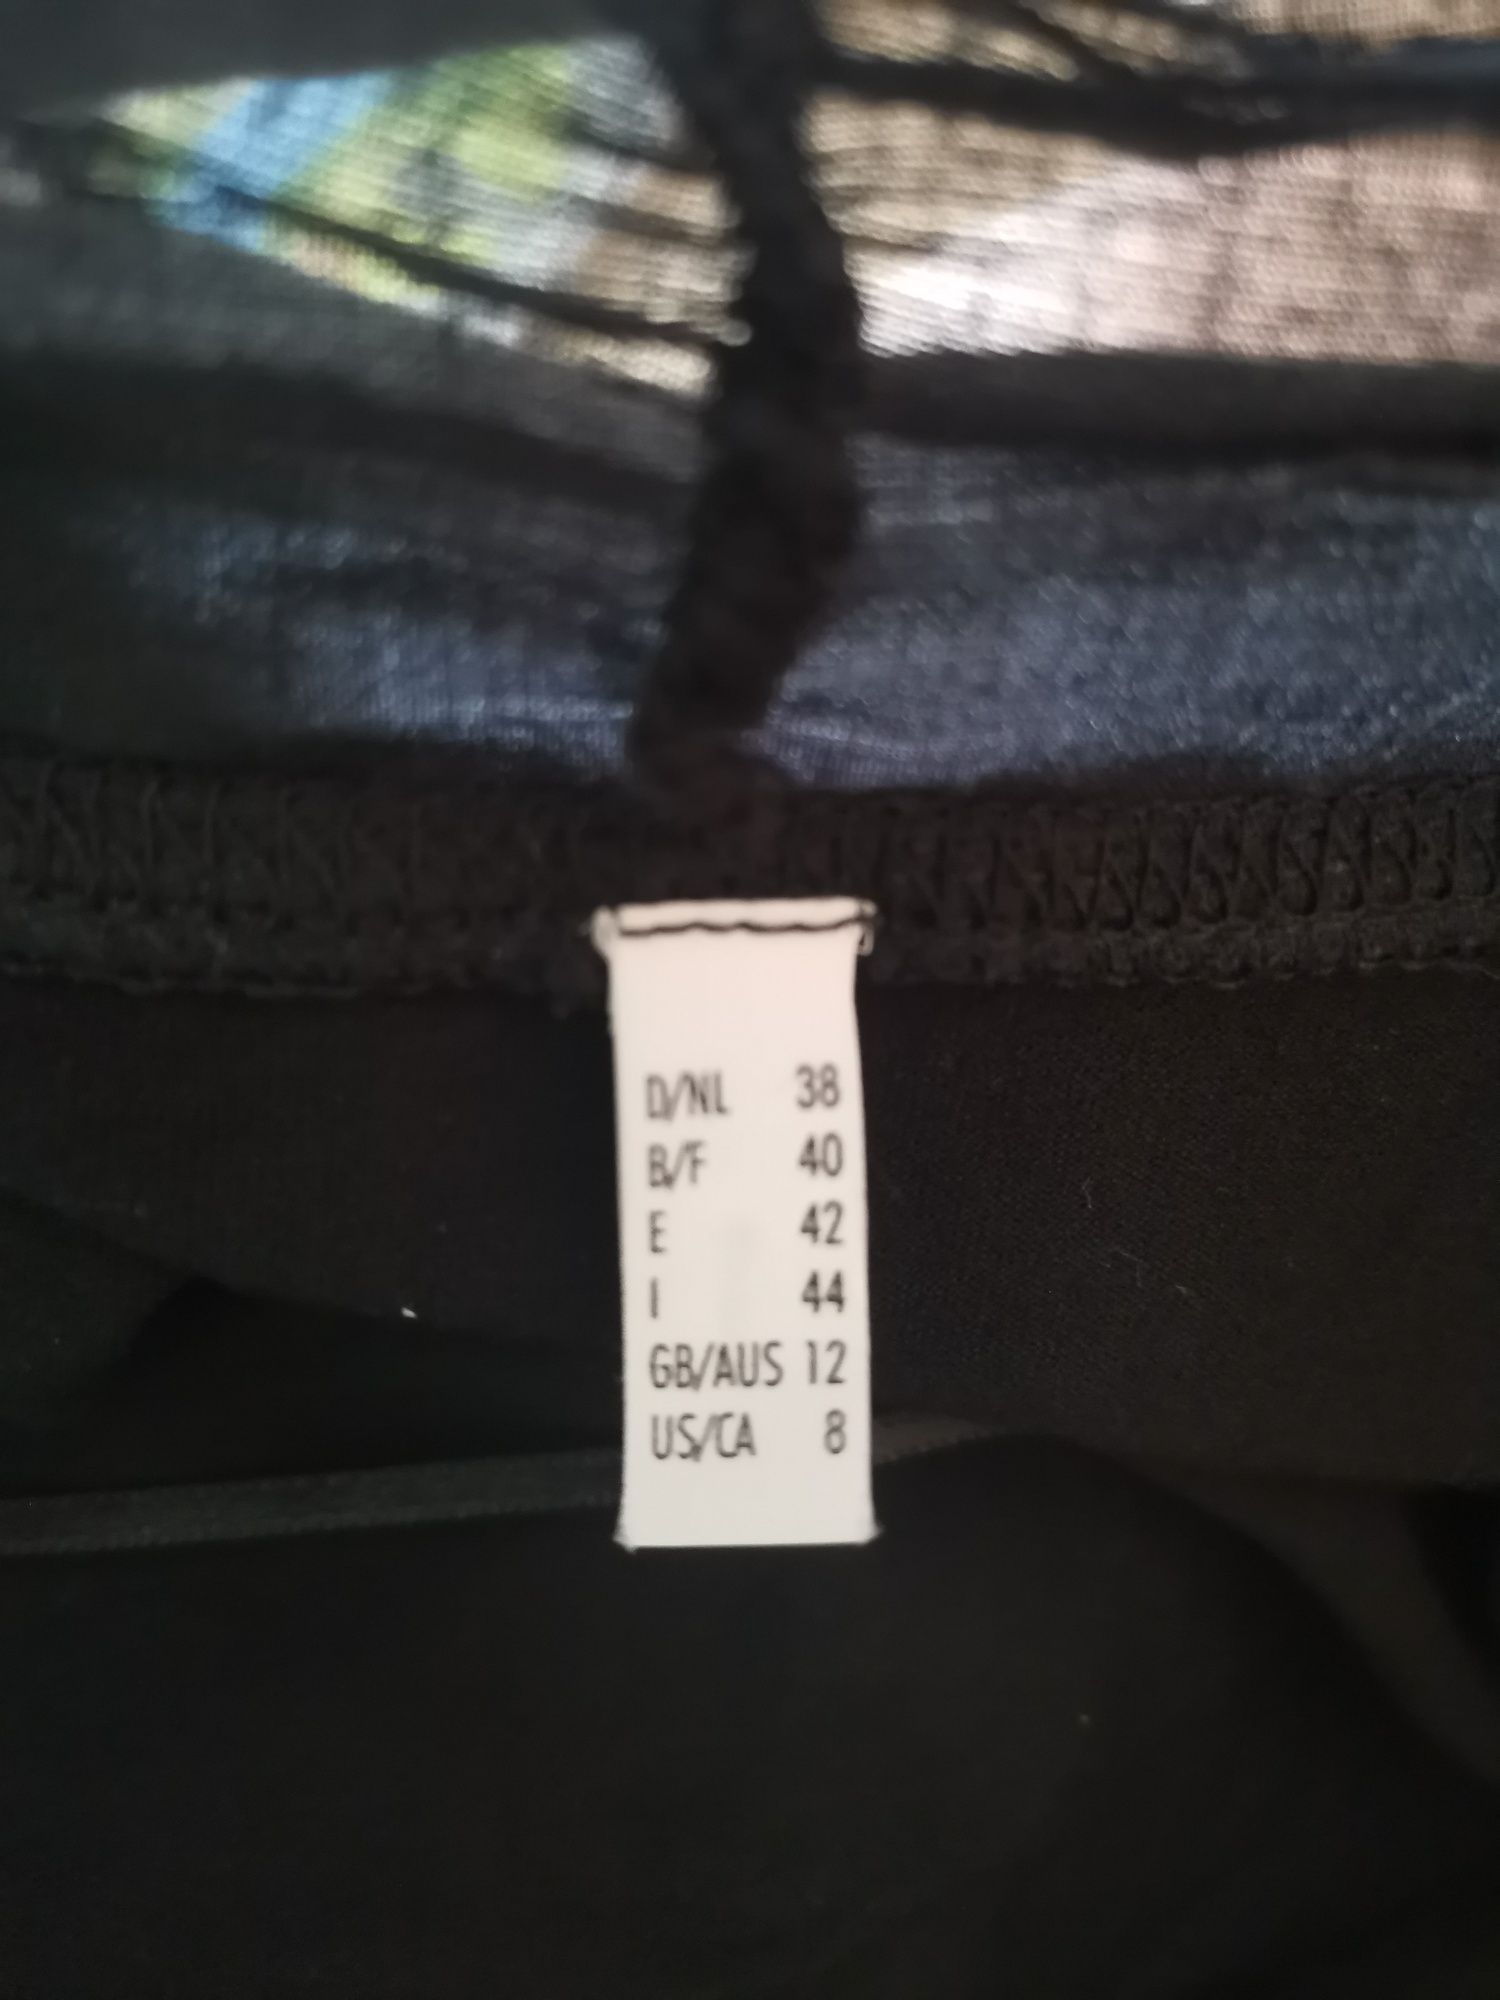 D/NL 38
B/F 40
E 42
I 44
GB/AUS 12
US/CA 8